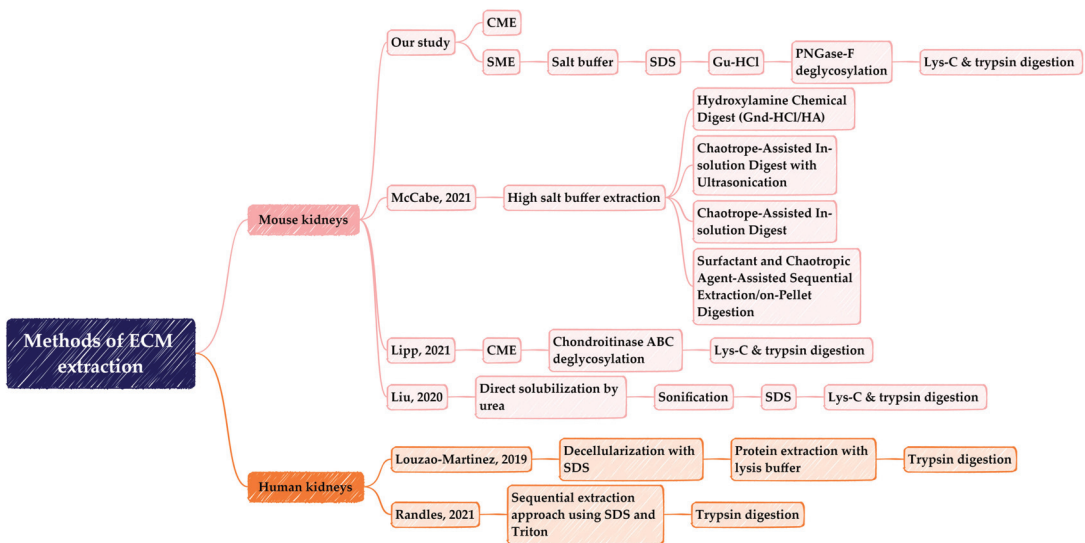 Methods of ECM
extraction
Mouse kidneys
Our study
CME
SME
Salt buffer
SDS
Gu-HCl
PNGase-F
deglycosylation
Lys-C & trypsin digestion
McCabe, 2021
High salt buffer extraction
Hydroxylamine Chemical
Digest (Gnd-HCl/HA)
Chaotrope-Assisted In-
solution Digest with
Ultrasonication
Chaotrope-Assisted In-
solution Digest
Surfactant and Chaotropic
Agent-Assisted Sequential
Extraction/on-Pellet
Digestion
Lipp, 2021
CME
Chondroitinase ABC
deglycosylation
Lys-C & trypsin digestion
Liu, 2020
Direct solubilization by
urea
Sonification
SDS
Lys-C & trypsin digestion
Human kidneys
Louzao-Martinez, 2019
Decellularization with
SDS
Protein extraction with
lysis buffer
Trypsin digestion
Randles, 2021
Sequential extraction
approach using SDS and
Triton
Trypsin digestion